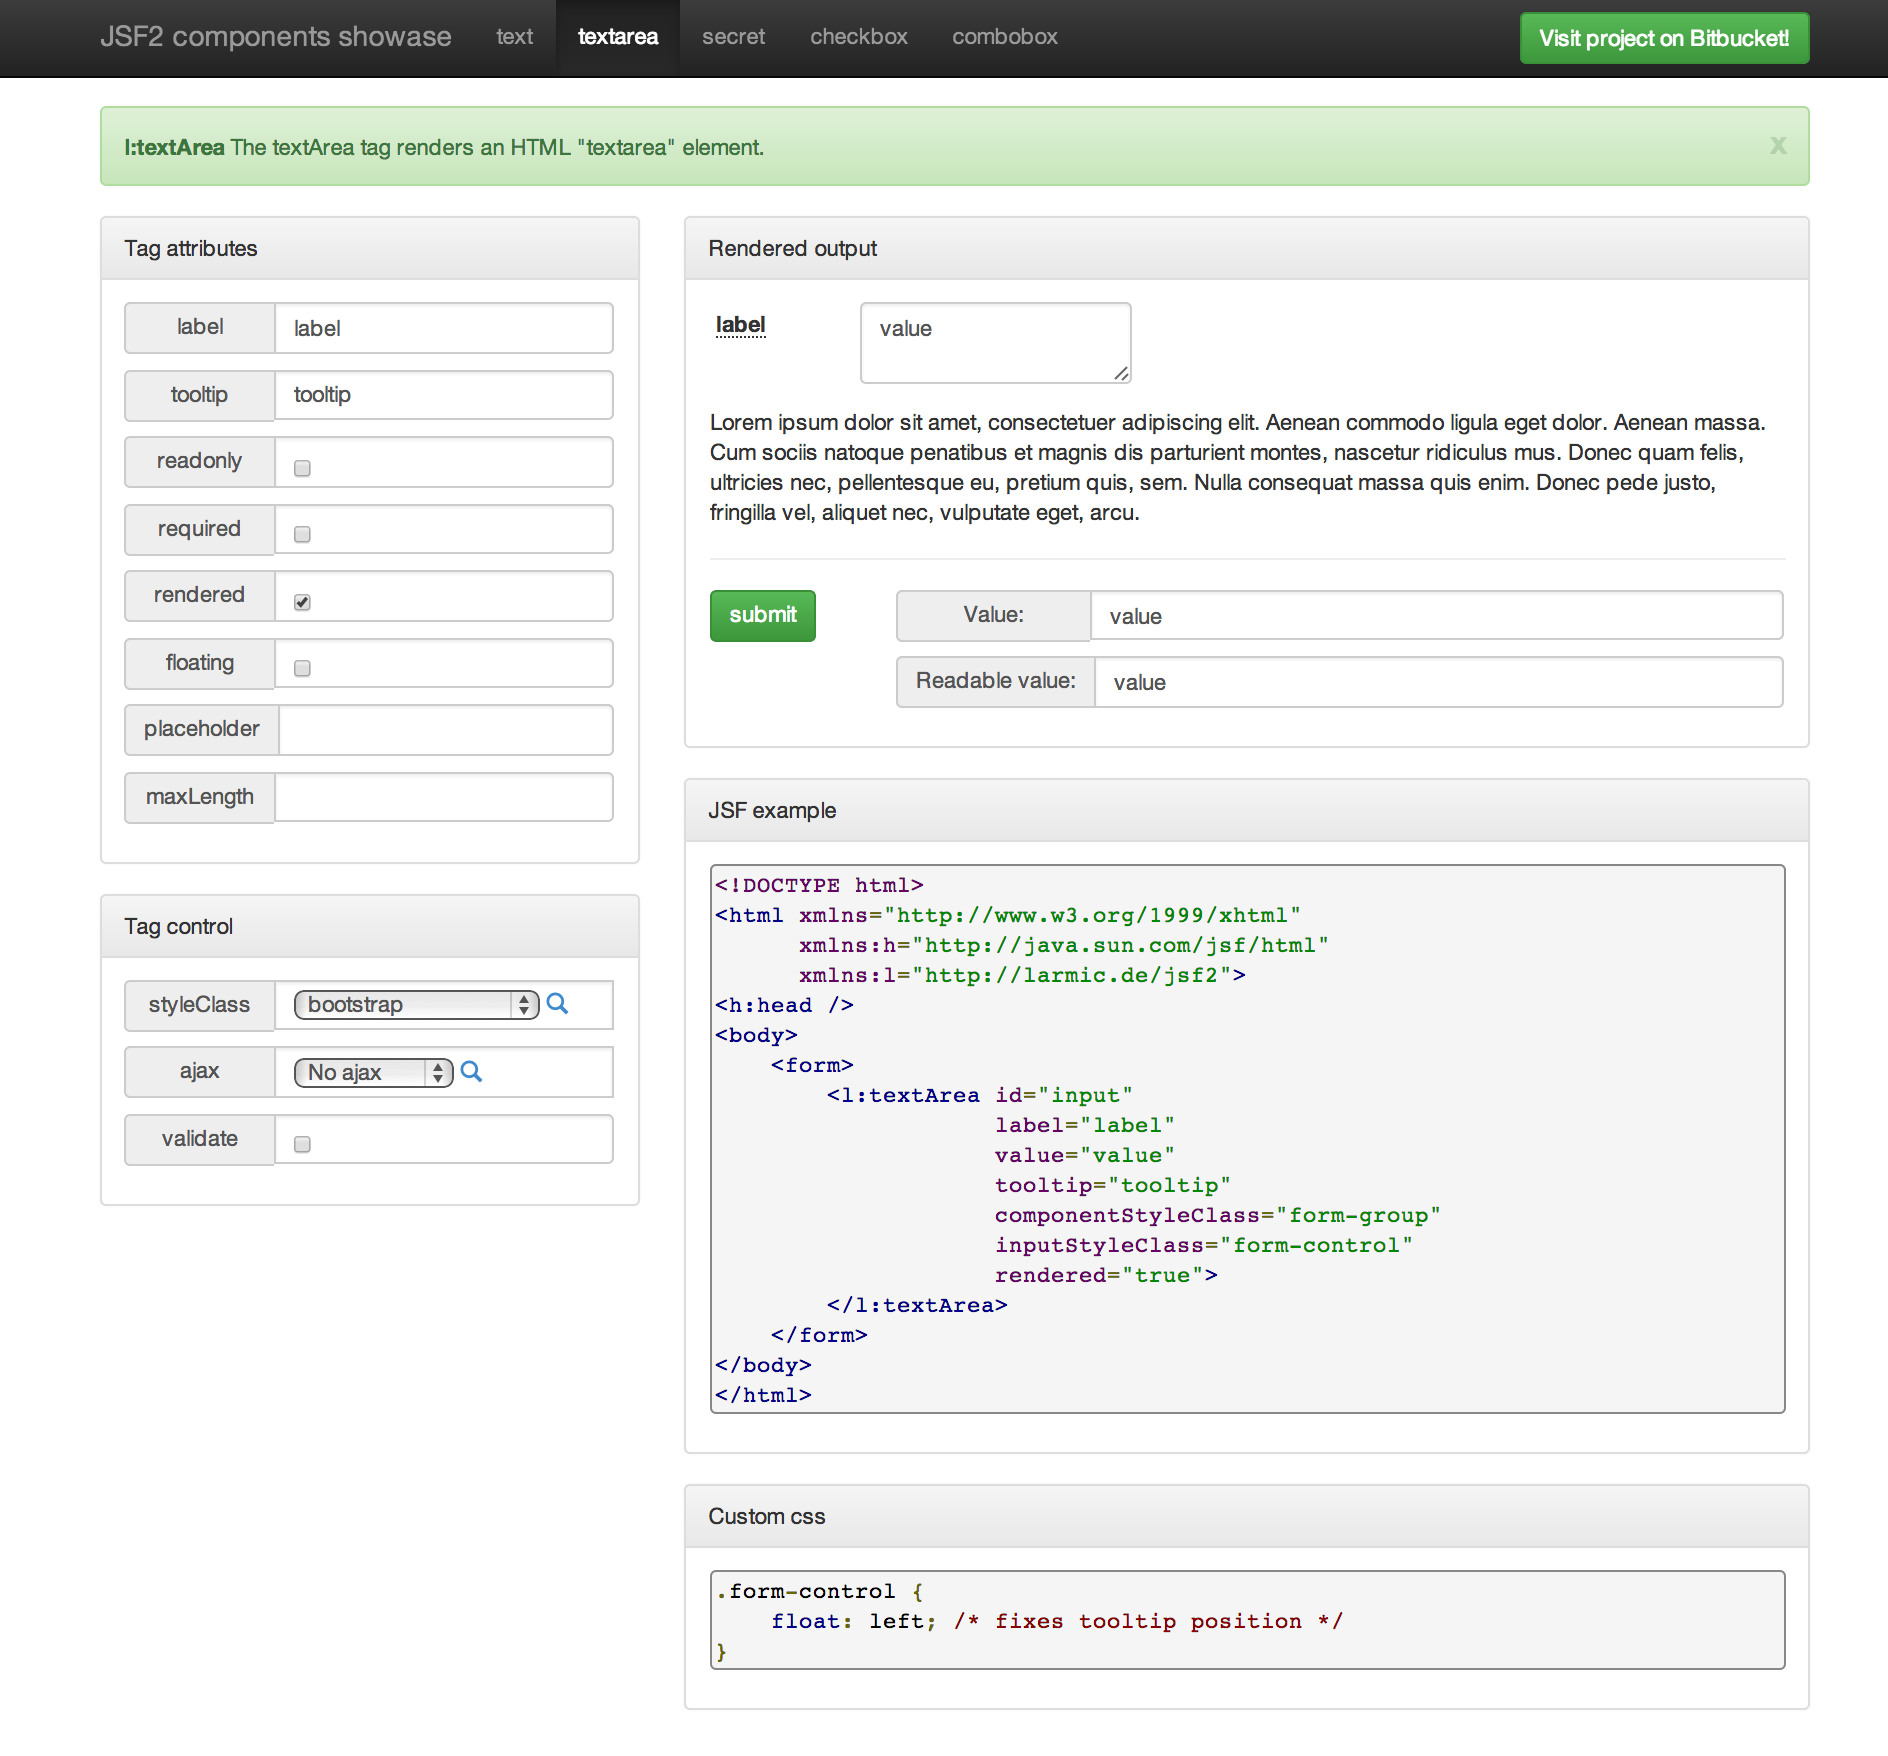 JSF2 components showase text textarea secret checkbox combobox Visit project on Bitbucket!
l:textArea The textArea tag renders an HTML "textarea" element. x
Tag attributes
label label
tooltip tooltip
readonly
required
rendered
floating
placeholder
maxLength
Tag control
styleClass bootstrap
ajax No ajax
validate
Rendered output
label value
Lorem ipsum dolor sit amet, consectetuer adipiscing elit. Aenean commodo ligula eget dolor. Aenean massa.
Cum sociis natoque penatibus et magnis dis parturient montes, nascetur ridiculus mus. Donec quam felis,
ultricies nec, pellentesque eu, pretium quis, sem. Nulla consequat massa quis enim. Donec pede justo,
fringilla vel, aliquet nec, vulputate eget, arcu.
submit Value: value
Readable value: value
JSF example
<!DOCTYPE html>
<html xmlns="http://www.w3.org/1999/xhtml"
      xmlns:h="http://java.sun.com/jsf/html"
      xmlns:l="http://larmic.de/jsf2">
<h:head />
<body>
    <form>
        <l:textArea id="input"
                    label="label"
                    value="value"
                    tooltip="tooltip"
                    componentStyleClass="form-group"
                    inputStyleClass="form-control"
                    rendered="true">
        </l:textArea>
    </form>
</body>
</html>
Custom css
.form-control {
    float: left; /* fixes tooltip position */
}